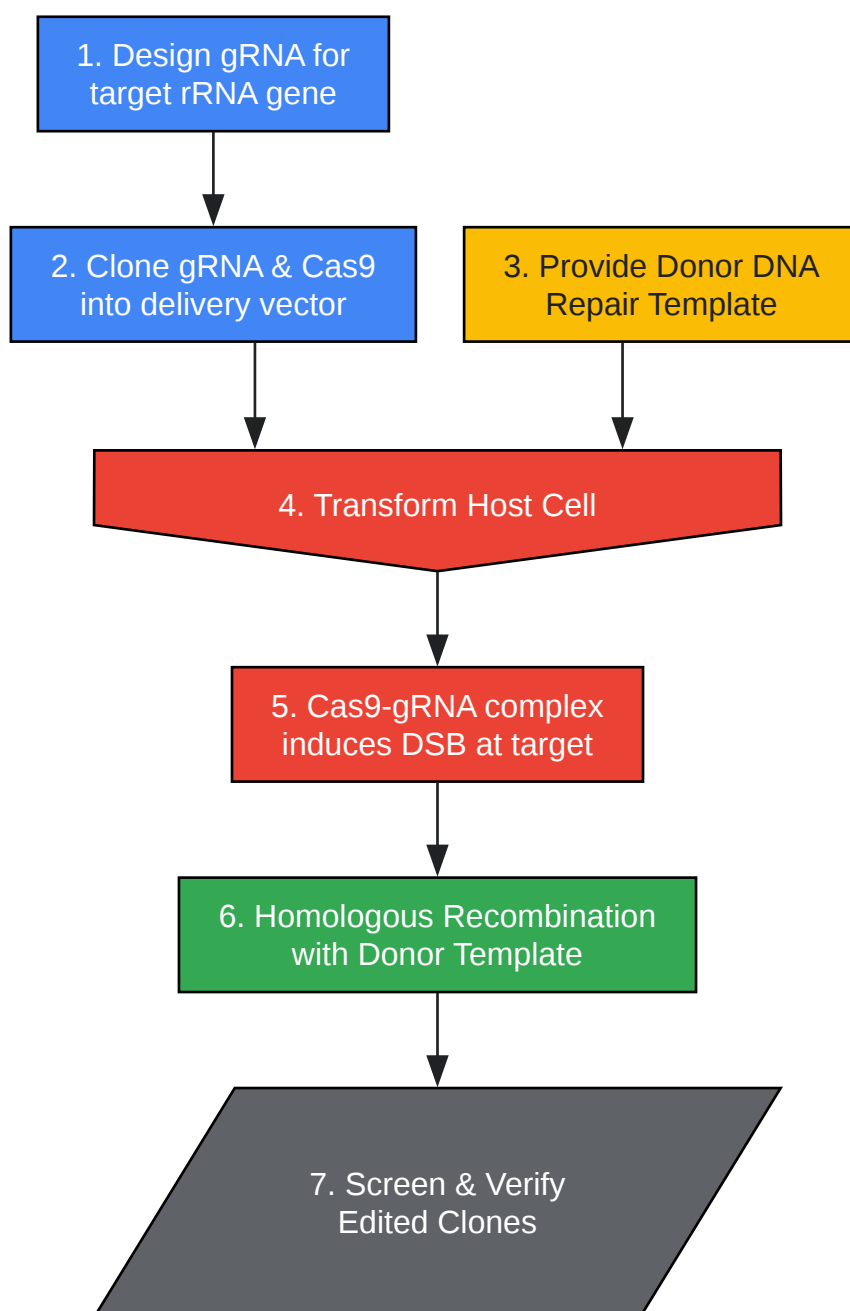 1. Design gRNA for
target rRNA gene
2. Clone gRNA & Cas9
into delivery vector
3. Provide Donor DNA
Repair Template
4. Transform Host Cell
5. Cas9-gRNA complex
induces DSB at target
6. Homologous Recombination
with Donor Template
7. Screen & Verify
Edited Clones